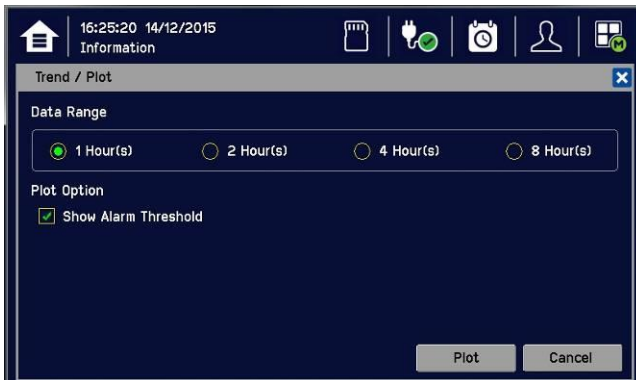 16:25:20 14/12/2015
Information
Trend / Plot
Data Range
1 Hour(s) 2 Hour(s) 4 Hour(s) 8 Hour(s)
Plot Option
Show Alarm Threshold
Plot Cancel
M